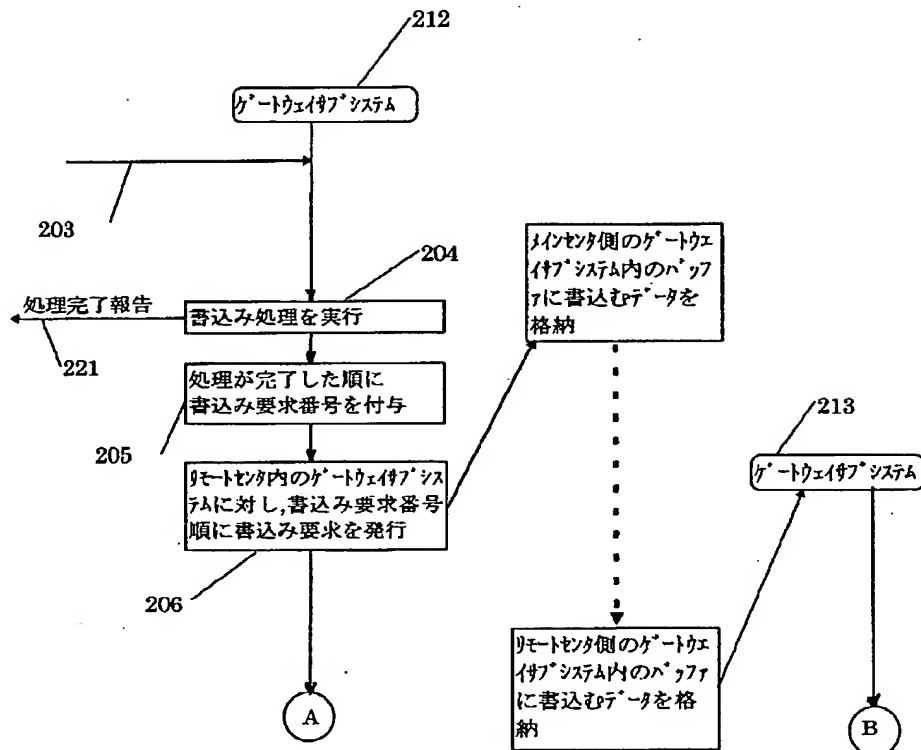 212
ｹﾞｰﾄｳｪｲｻﾌﾞｼｽﾃﾑ
203
204
処理完了報告
書込み処理を実行
221
処理が完了した順に
書込み要求番号を付与
205
ﾘﾓｰﾄｾﾝﾀ内のｹﾞｰﾄｳｪｲｻﾌﾞｼｽ
ﾃﾑに対し,書込み要求番号
順に書込み要求を発行
206
A
ﾒｲﾝｾﾝﾀ側のｹﾞｰﾄｳｪ
ｲｻﾌﾞｼｽﾃﾑ内のﾊﾞｯﾌ
ｧに書込むﾃﾞｰﾀを
格納
ﾘﾓｰﾄｾﾝﾀ側のｹﾞｰﾄｳｪ
ｲｻﾌﾞｼｽﾃﾑ内のﾊﾞｯﾌｧ
に書込むﾃﾞｰﾀを格
納
213
ｹﾞｰﾄｳｪｲｻﾌﾞｼｽﾃﾑ
B